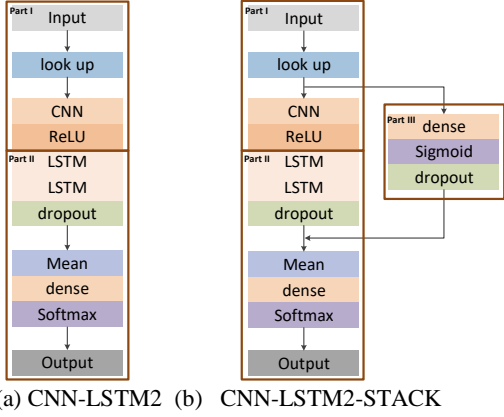 Part I
Input
look up
CNN
ReLU
Part II
LSTM
LSTM
dropout
Mean
dense
Softmax
Output
Part I
Input
look up
CNN
ReLU
Part II
LSTM
LSTM
dropout
Mean
dense
Softmax
Output
Part III
dense
Sigmoid
dropout
(a) CNN-LSTM2 (b) CNN-LSTM2-STACK